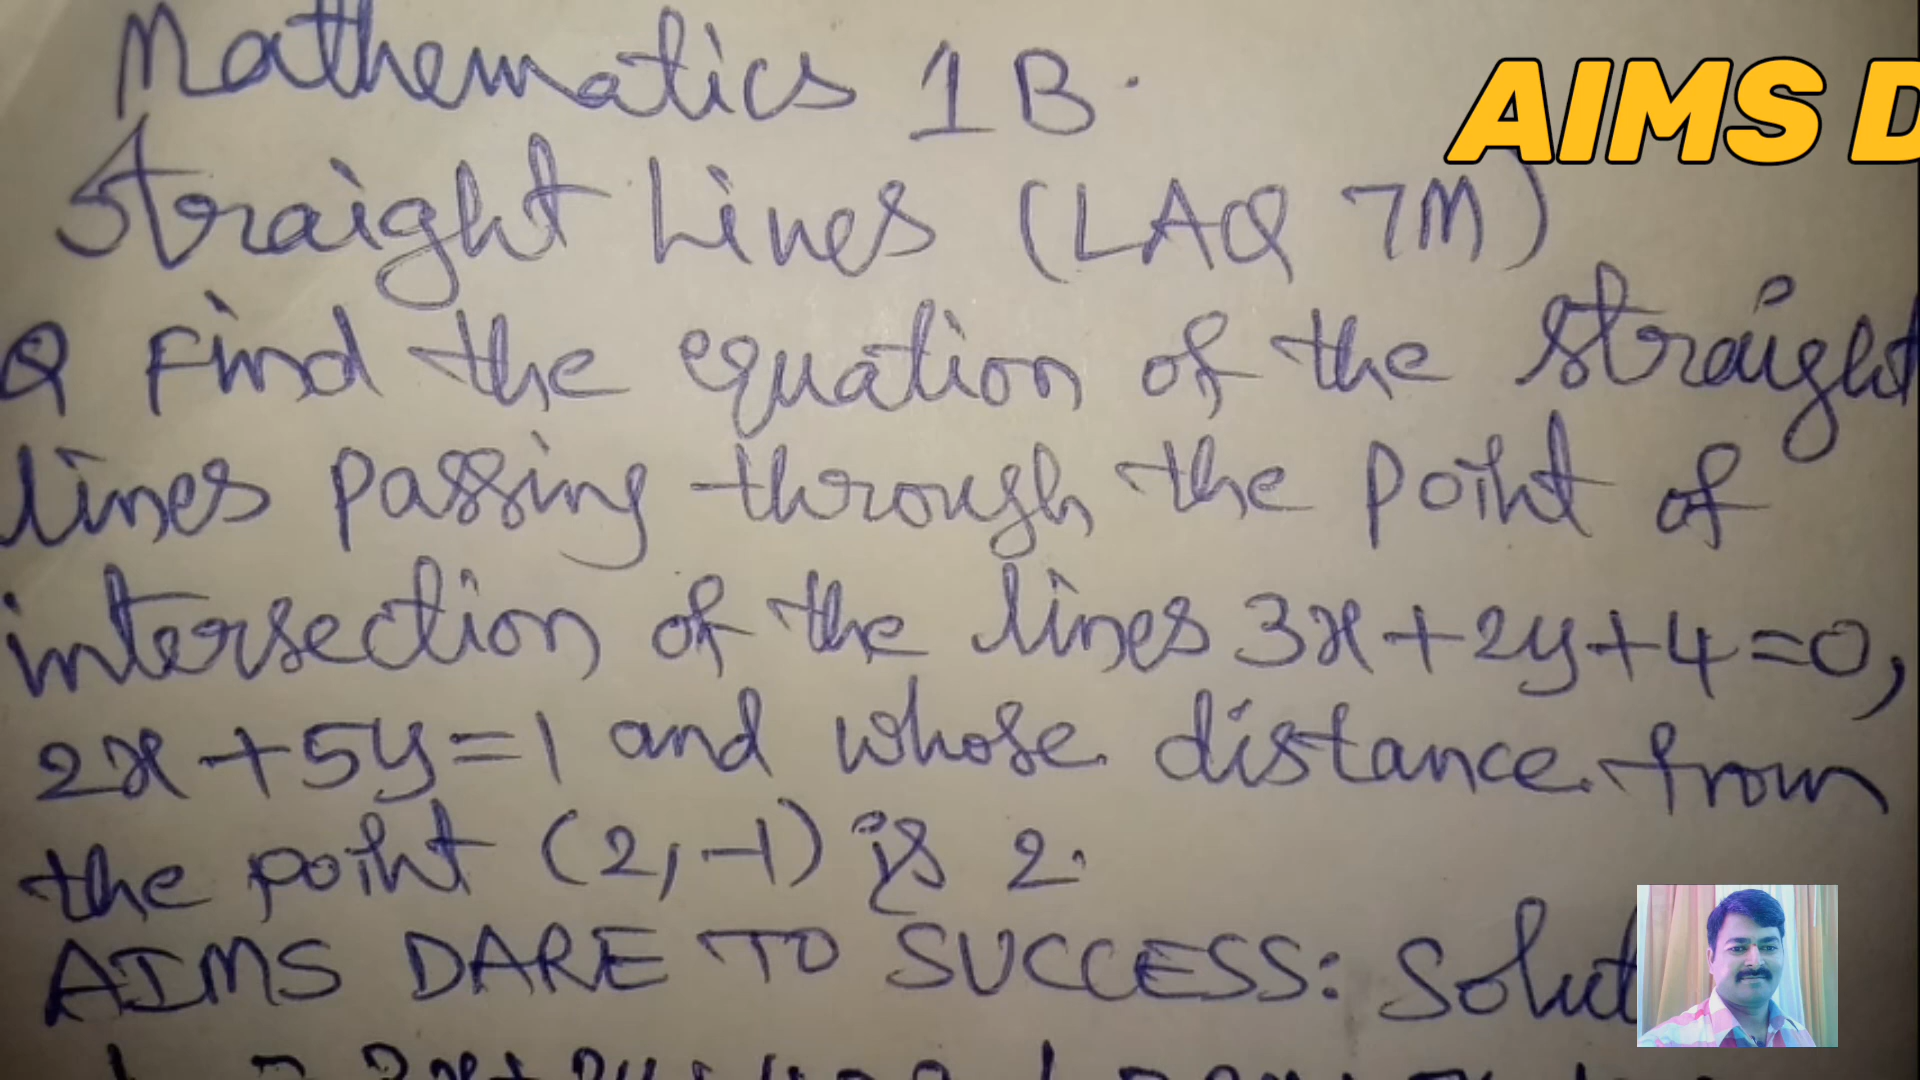 Mathematics 1B.
AIMS D
Straight Lines (LAQ 7M)
Q Find the equation of the straight
lines passing through the point of
intersection of the lines 3x+2y+4=0,
2x+5y=1 and whose distance from
the point (2,-1) is 2.
AIMS DARE TO SUCCESS: Solut